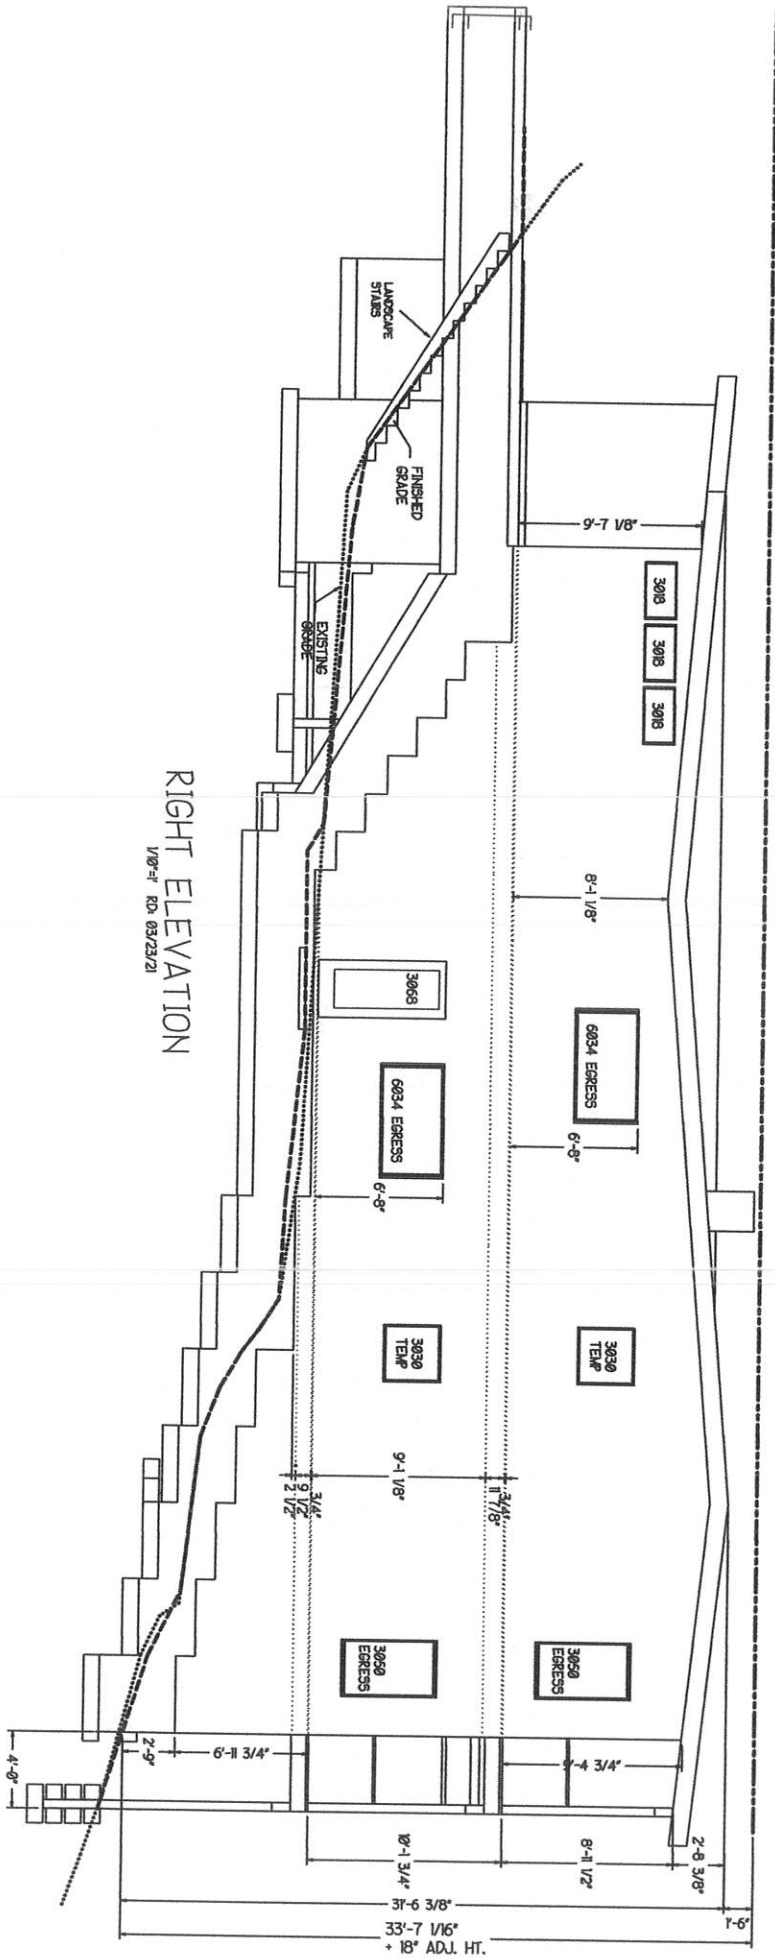 RIGHT ELEVATION
1/10"=1' RD: 03/23/21
LANDSCAPE
STAIRS
FINISHED
GRADE
EXISTING
GRADE
9'-7 1/8"
3018
3018
3018
8'-1 1/8"
6034 EGRESS
6'-8"
3068
6034 EGRESS
6'-8"
3030
TEMP
3030
TEMP
3/4"
11 7/8"
9'-1 1/8"
3/4"
9 1/2"
2 1/2"
3050
EGRESS
3050
EGRESS
9'-4 3/4"
6'-11 3/4"
2'-9"
4'-0"
2'-8 3/8"
8'-11 1/2"
10'-1 3/4"
1'-6"
31'-6 3/8"
33'-7 1/16"
+ 18" ADJ. HT.